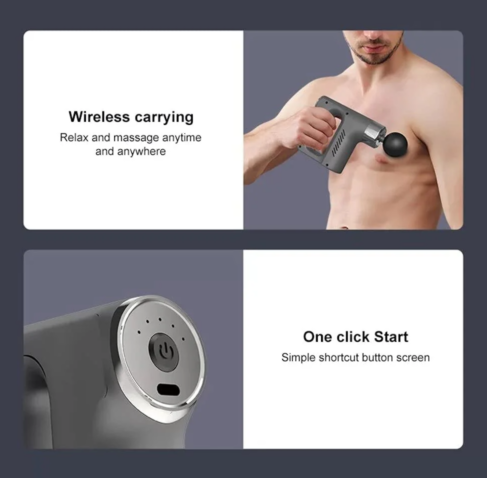 Wireless carrying
Relax and massage anytime
and anywhere
One click Start
Simple shortcut button screen